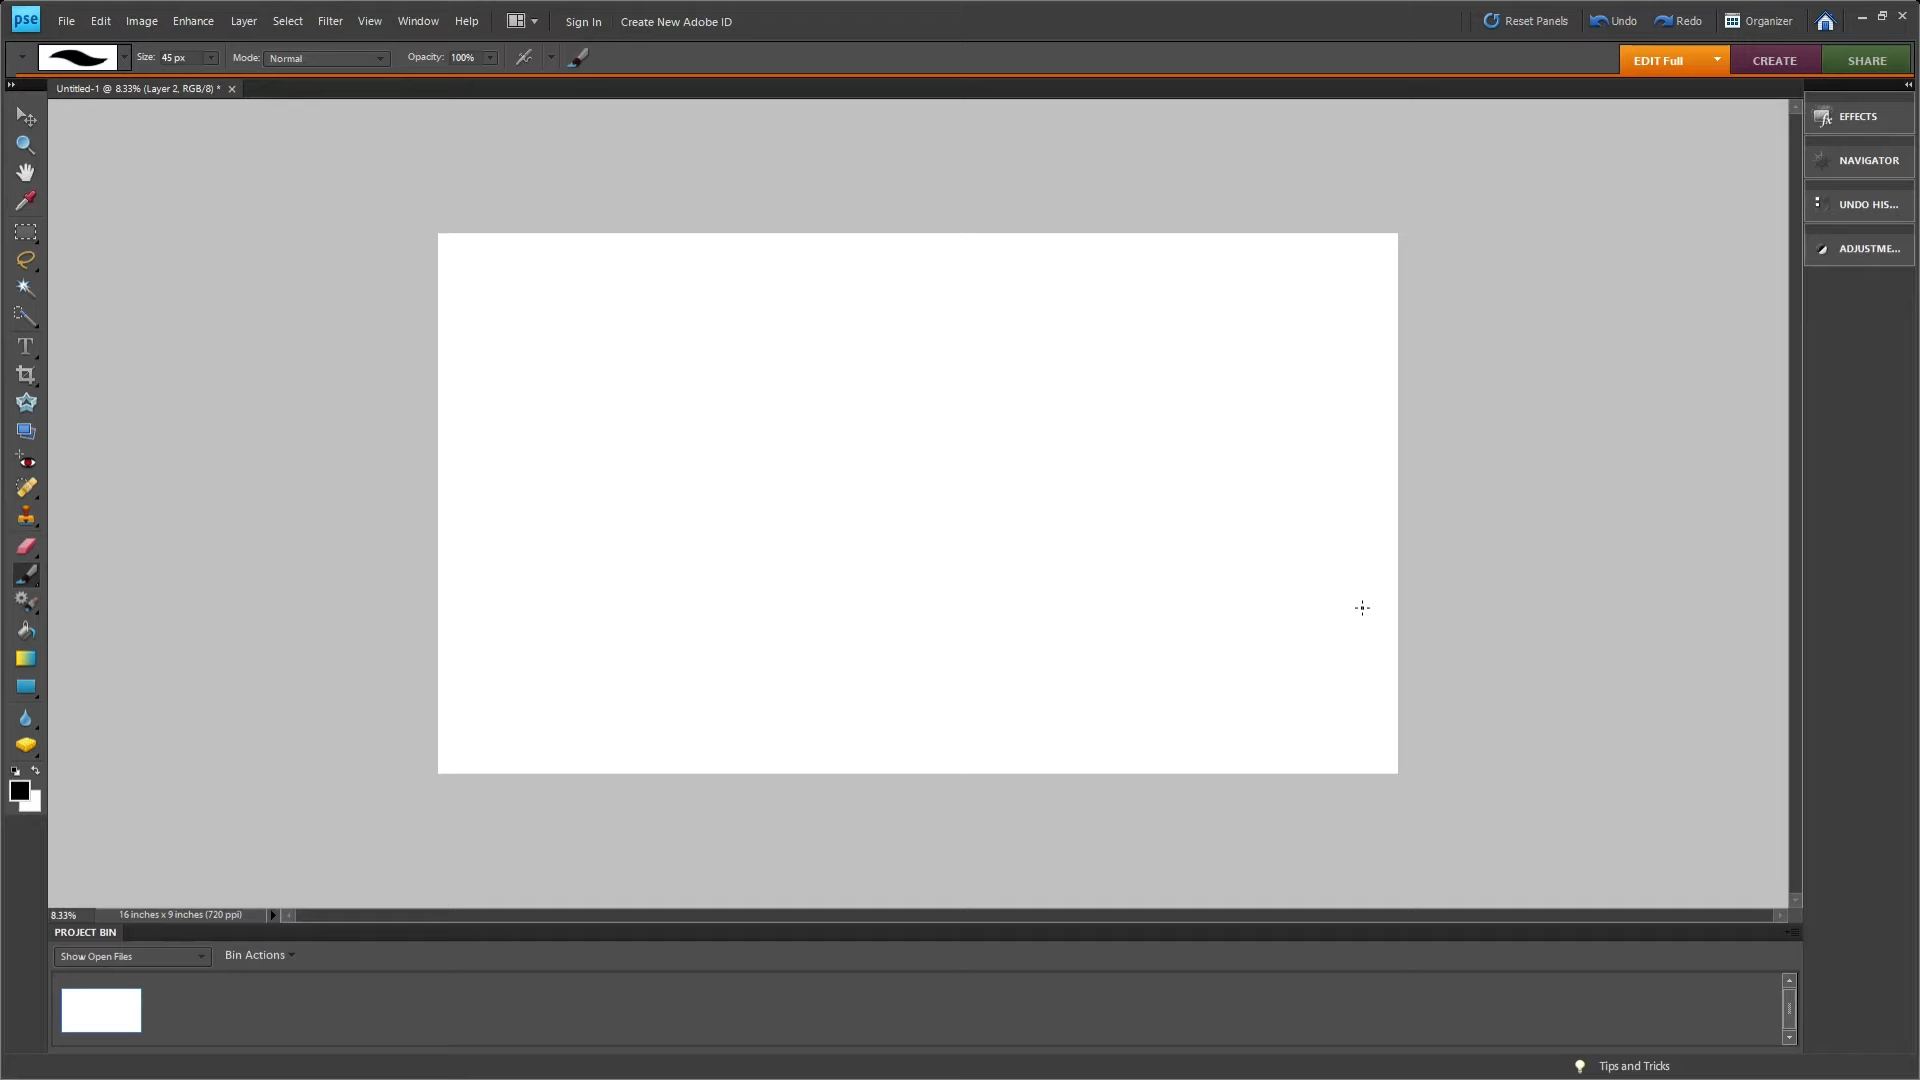 pse File Edit Image Enhance Layer Select Filter View Window Help Sign In Create New Adobe ID Reset Panels Undo Redo Organizer
Size: 45 px Mode: Normal Opacity: 100% EDIT Full CREATE SHARE
Untitled-1 @ 8.33% (Layer 2, RGB/8) *
EFFECTS
NAVIGATOR
UNDO HIS...
ADJUSTME...
T
8.33% 16 inches x 9 inches (720 ppi)
PROJECT BIN
Show Open Files Bin Actions
Tips and Tricks